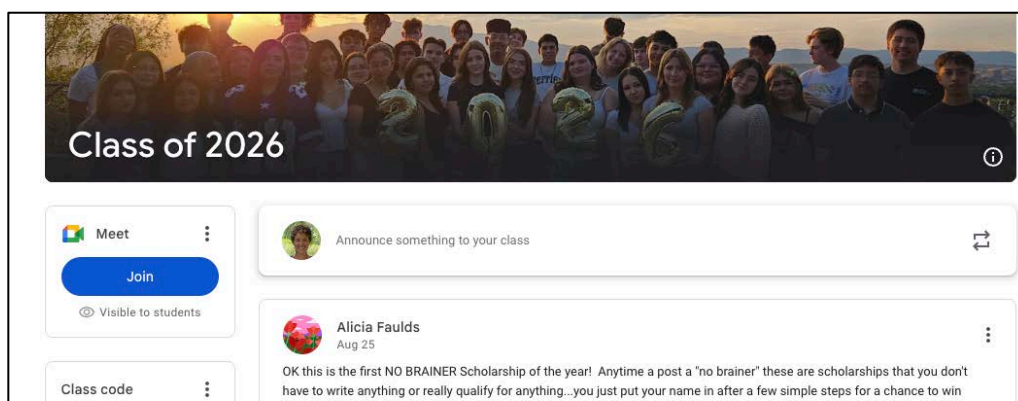 2026
Class of 2026
Meet
Join
Visible to students
Class code
Announce something to your class
Alicia Faulds
Aug 25
OK this is the first NO BRAINER Scholarship of the year! Anytime a post a "no brainer" these are scholarships that you don't
have to write anything or really qualify for anything...you just put your name in after a few simple steps for a chance to win